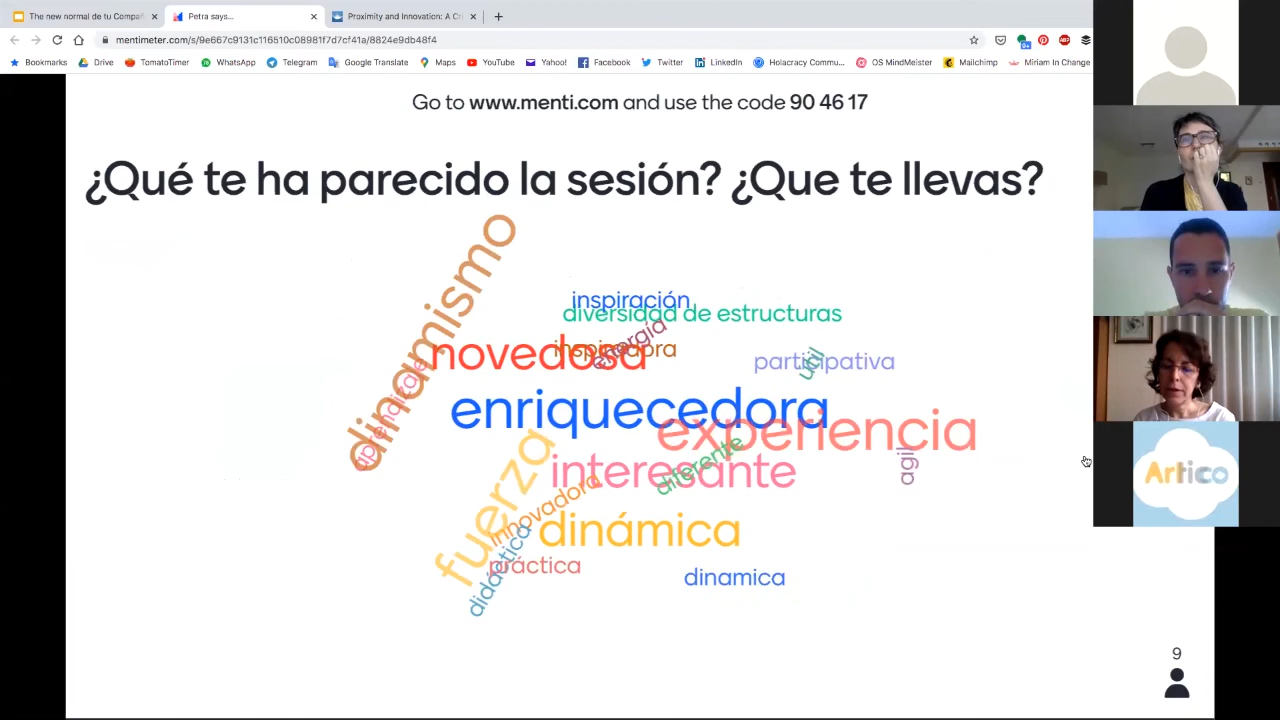 The new normal de tu Compañ
Petra says...
Proximity and Innovation: A Cri
mentimeter.com/s/9e667c9131c116510c08981f7d7cf41a/8824e9db48f4
Bookmarks
Drive
TomatoTimer
WhatsApp
Telegram
Google Translate
Maps
YouTube
Yahoo!
Facebook
Twitter
LinkedIn
Holacracy Commu...
OS MindMeister
Mailchimp
Miriam In Change
Go to www.menti.com and use the code 90 46 17
¿Qué te ha parecido la sesión? ¿Que te llevas?
dinamismo
inspiración
diversidad de estructuras
energía
novedosa
inspiradora
participativa
útil
aprendizaje
enriquecedora
experiencia
diferente
interesante
agil
fuerza
innovadora
dinámica
didáctica
práctica
dinamica
Artico
9